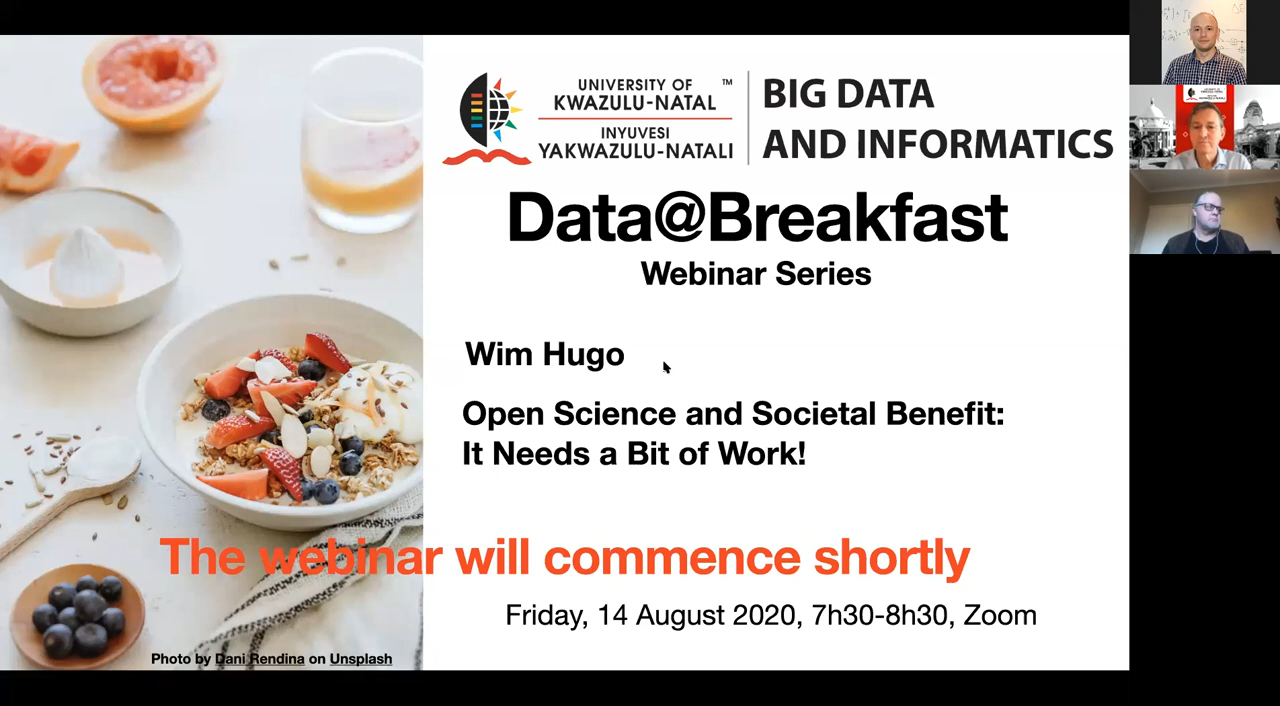 UNIVERSITY OF ™
KWAZULU-NATAL
INYUVESI
YAKWAZULU-NATALI
BIG DATA
AND INFORMATICS
Data@Breakfast
Webinar Series
Wim Hugo
Open Science and Societal Benefit:
It Needs a Bit of Work!
The webinar will commence shortly
Friday, 14 August 2020, 7h30-8h30, Zoom
Photo by Dani Rendina on Unsplash